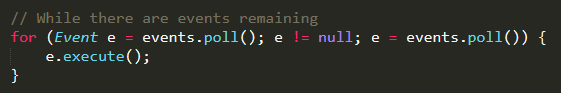 // While there are events remaining
for (Event e = events.poll(); e != null; e = events.poll()) {
    e.execute();
}